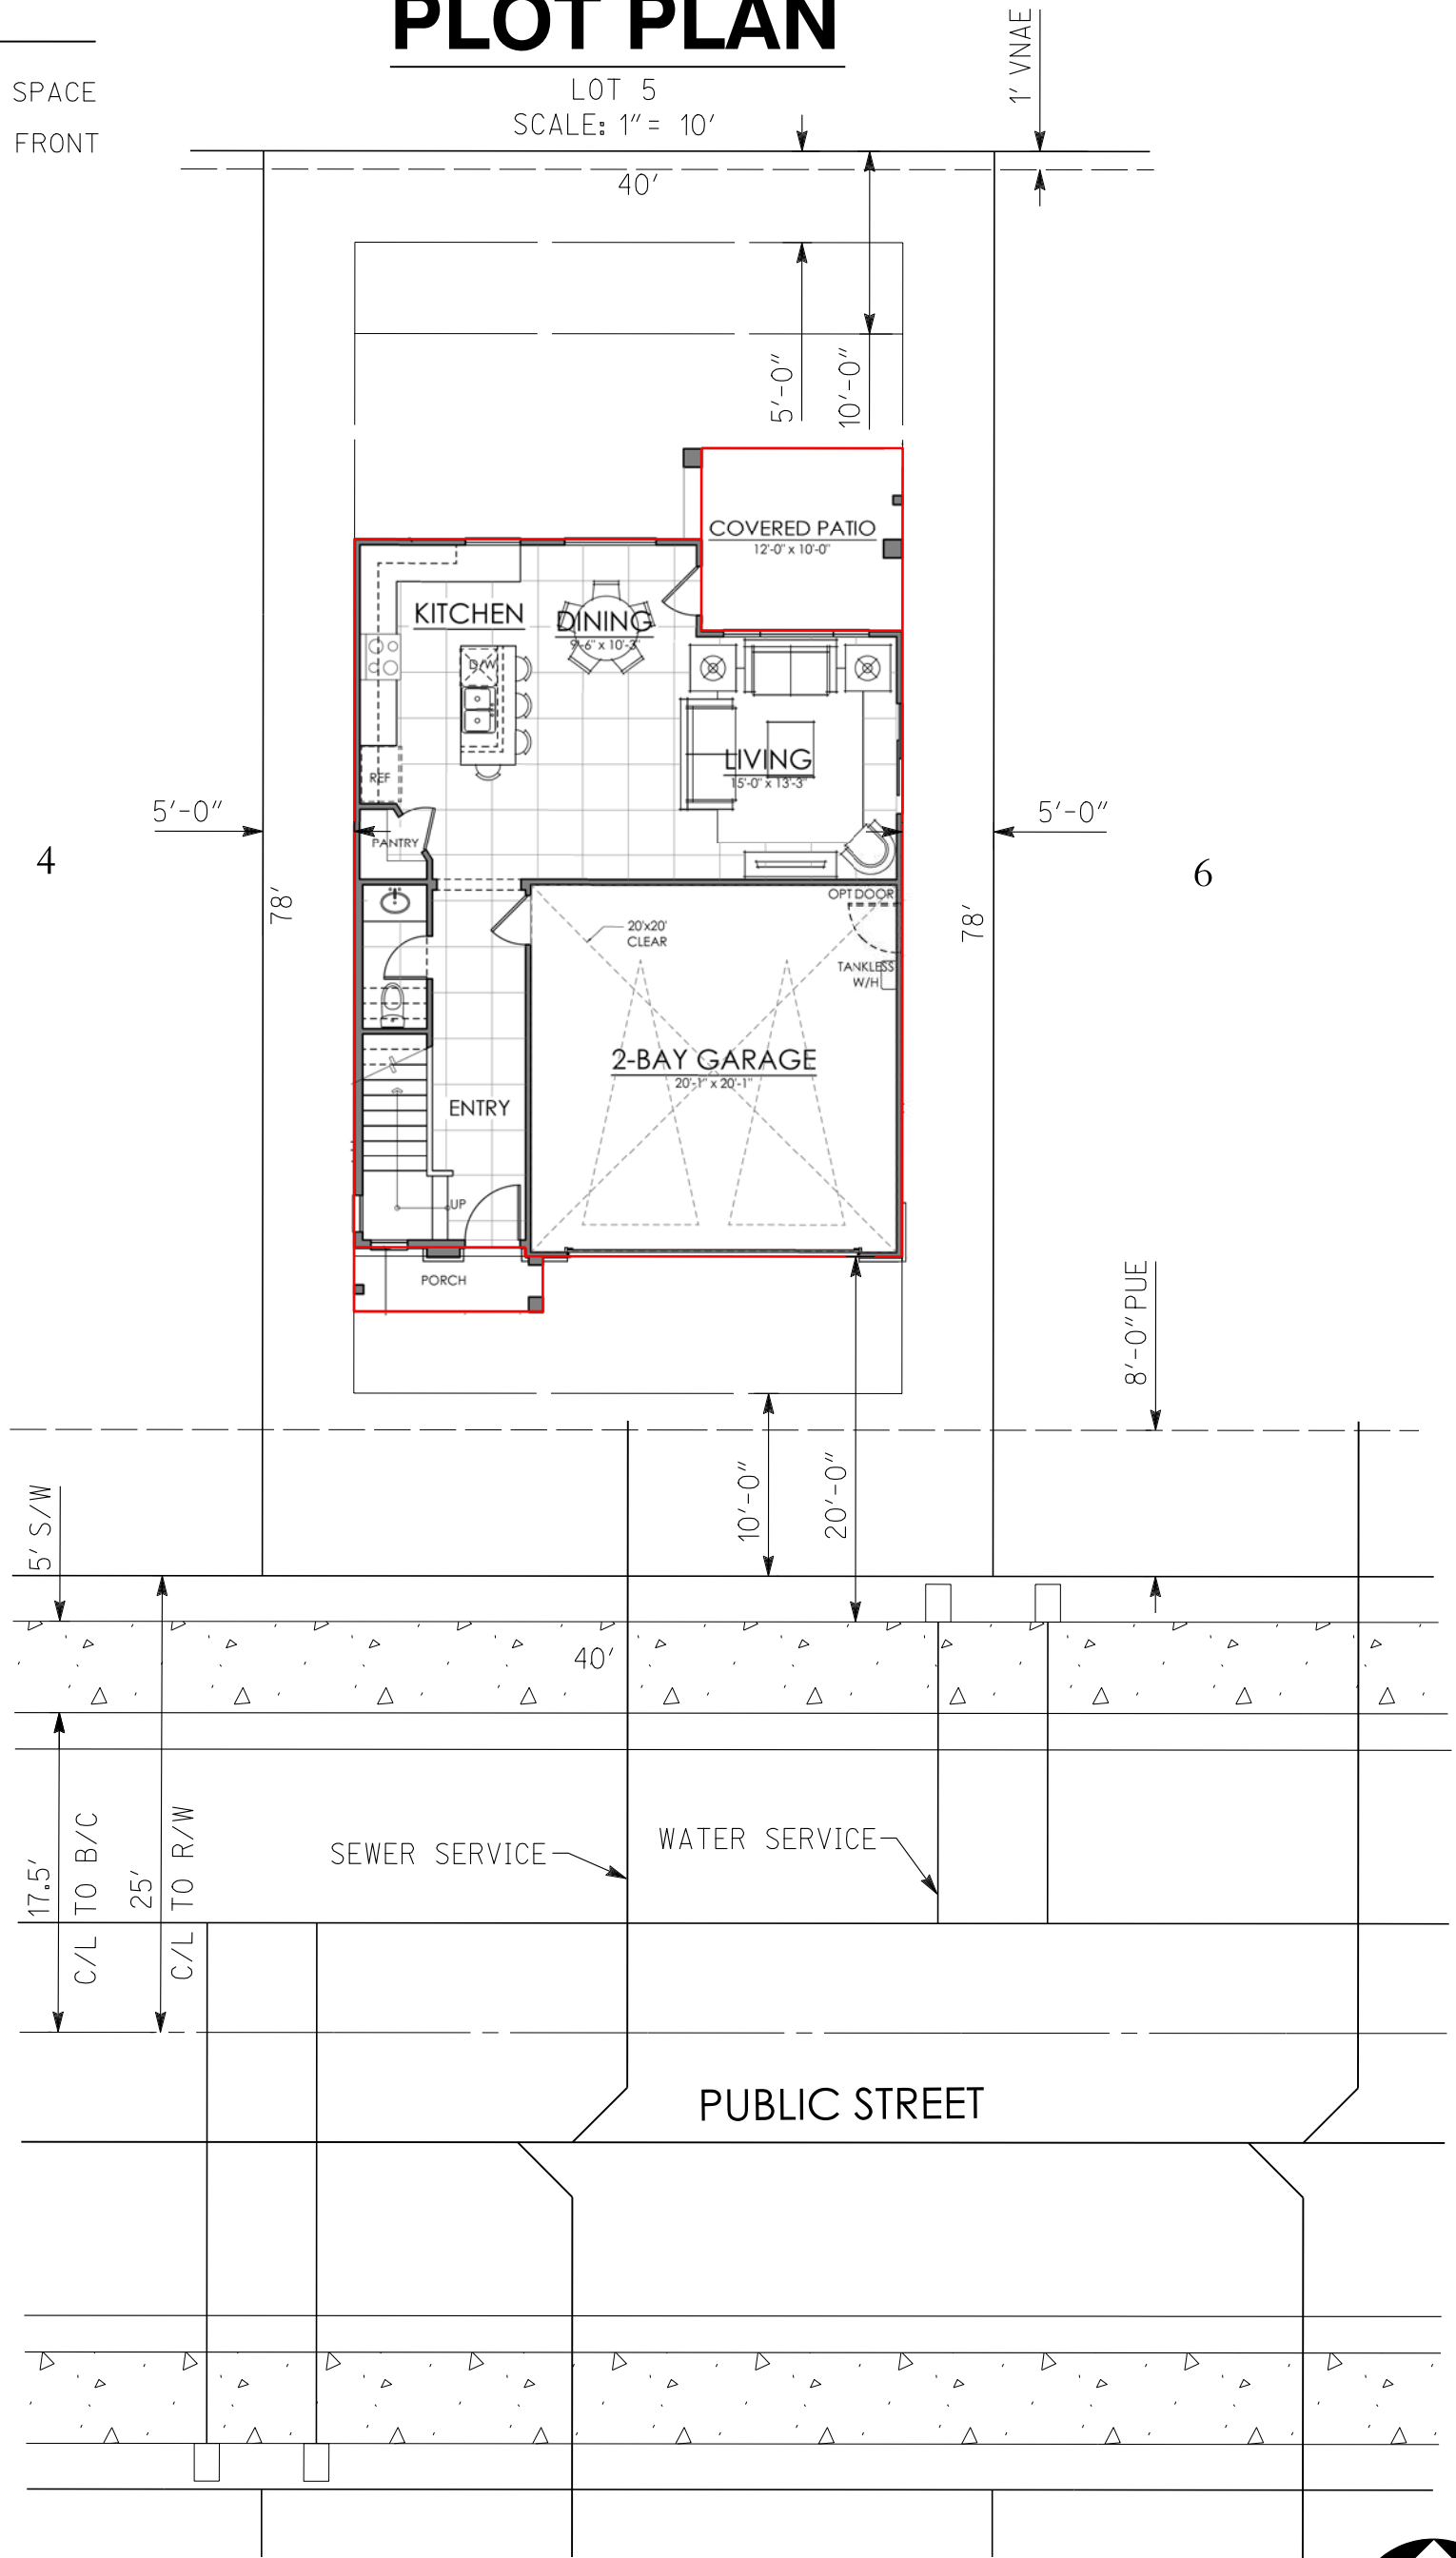 PLOT PLAN
SPACE
FRONT
LOT 5
SCALE: 1"= 10'
1' VNAE
40'
5'-0"
10'-0"
COVERED PATIO
12'-0" x 10'-0"
KITCHEN
DINING
9'-6" x 10'-3"
D/W
REF
LIVING
15'-0" x 13'-3"
PANTRY
5'-0"
5'-0"
4
6
78'
78'
OPT DOOR
20'x20'
CLEAR
TANKLESS
W/H
2-BAY GARAGE
20'-1" x 20'-1"
ENTRY
UP
PORCH
8'-0" PUE
5' S/W
10'-0"
20'-0"
40'
17.5'
C/L TO B/C
25'
C/L TO R/W
SEWER SERVICE
WATER SERVICE
PUBLIC STREET